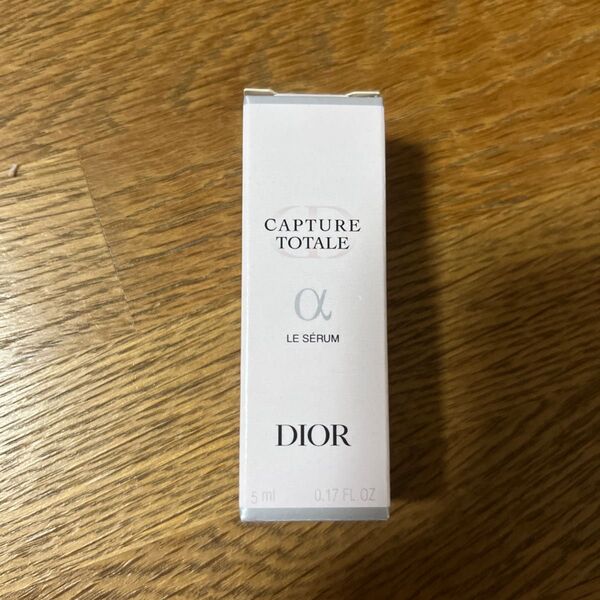 CAPTURE
TOTALE
α
LE SÉRUM
DIOR
5 ml 0.17 FL.OZ